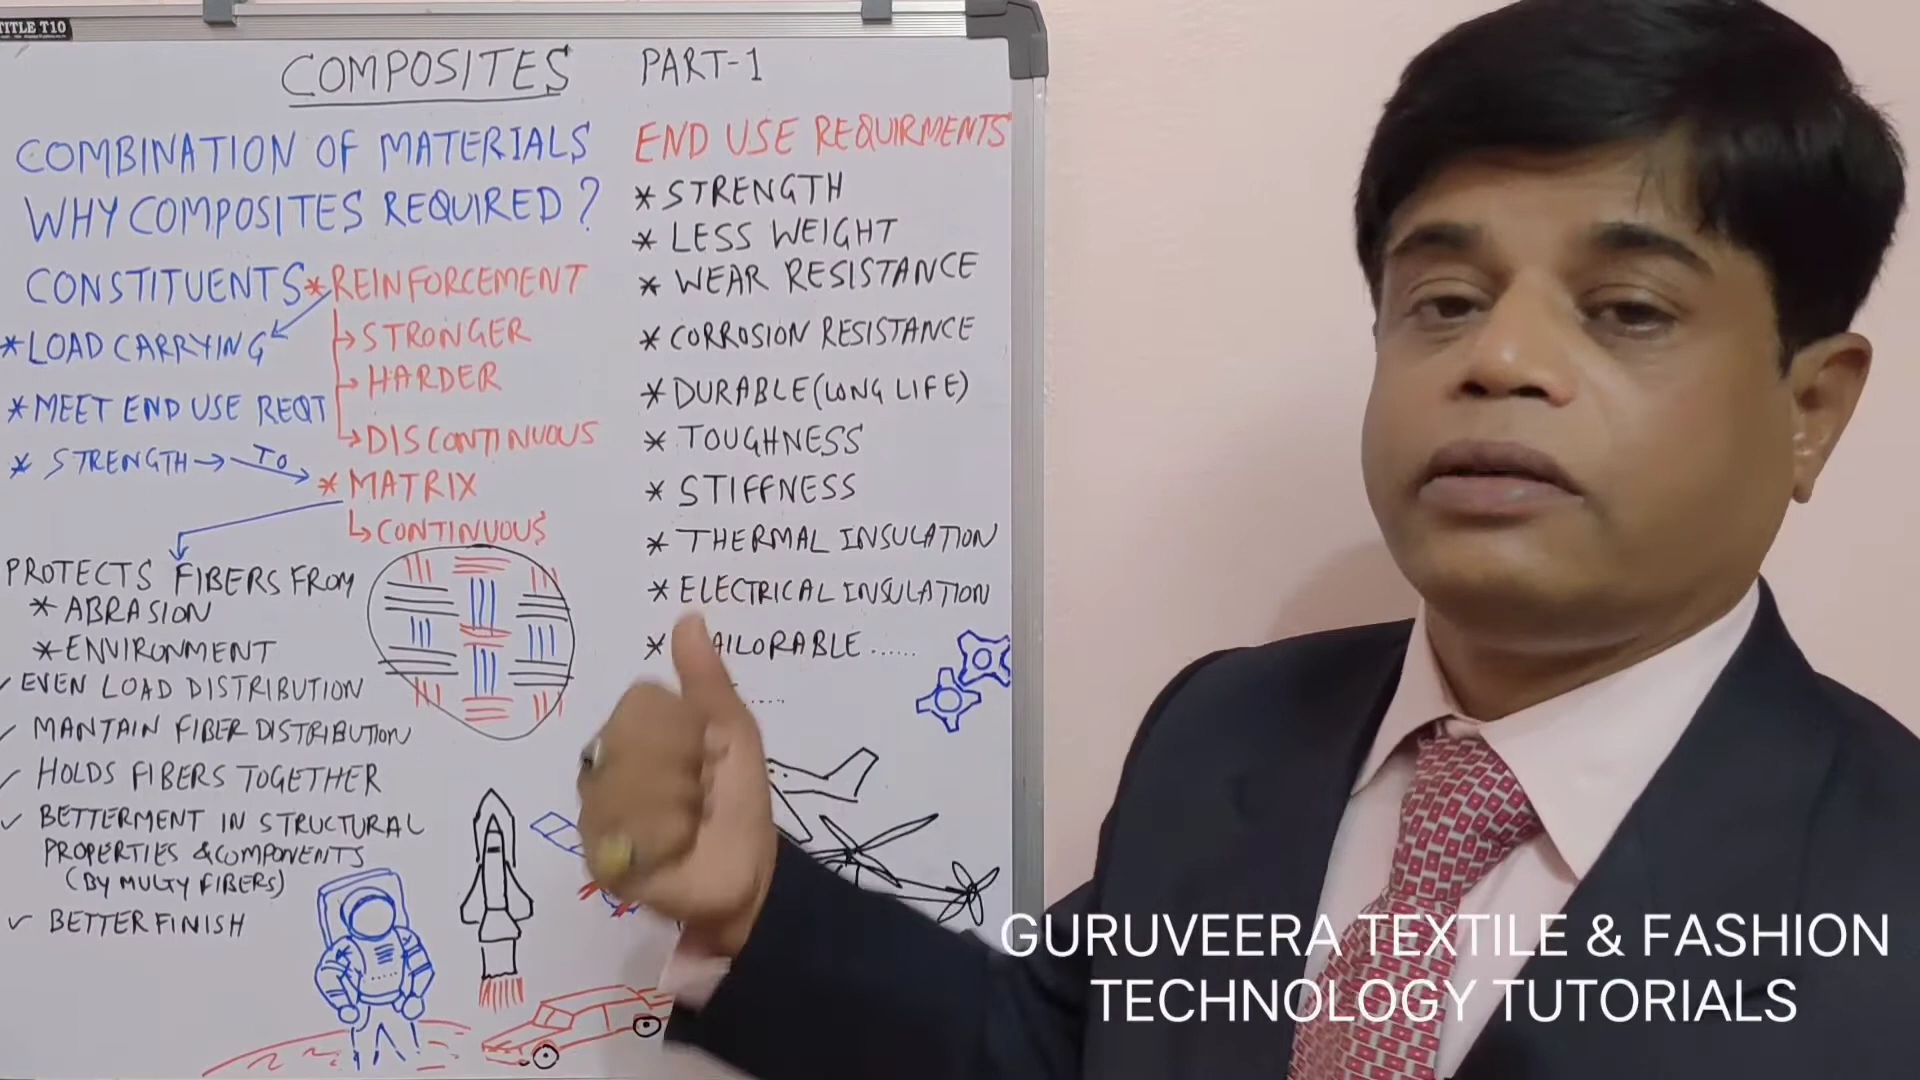 TITLE T10
COMPOSITES PART-1
COMBINATION OF MATERIALS
WHY COMPOSITES REQUIRED?
CONSTITUENTS * REINFORCEMENT
* LOAD CARRYING
→ STRONGER
→ HARDER
* MEET END USE REQT
→ DISCONTINUOUS
* STRENGTH → TO → * MATRIX
↳ CONTINUOUS
PROTECTS FIBERS FROM
* ABRASION
* ENVIRONMENT
✓ EVEN LOAD DISTRIBUTION
✓ MANTAIN FIBER DISTRIBUTION
✓ HOLDS FIBERS TOGETHER
✓ BETTERMENT IN STRUCTURAL
PROPERTIES & COMPONENTS
(BY MULTY FIBERS)
✓ BETTER FINISH
END USE REQUIRMENTS
* STRENGTH
* LESS WEIGHT
* WEAR RESISTANCE
* CORROSION RESISTANCE
* DURABLE (LONG LIFE)
* TOUGHNESS
* STIFFNESS
* THERMAL INSULATION
* ELECTRICAL INSULATION
* AILORABLE ......
GURUVEERA TEXTILE & FASHION
TECHNOLOGY TUTORIALS